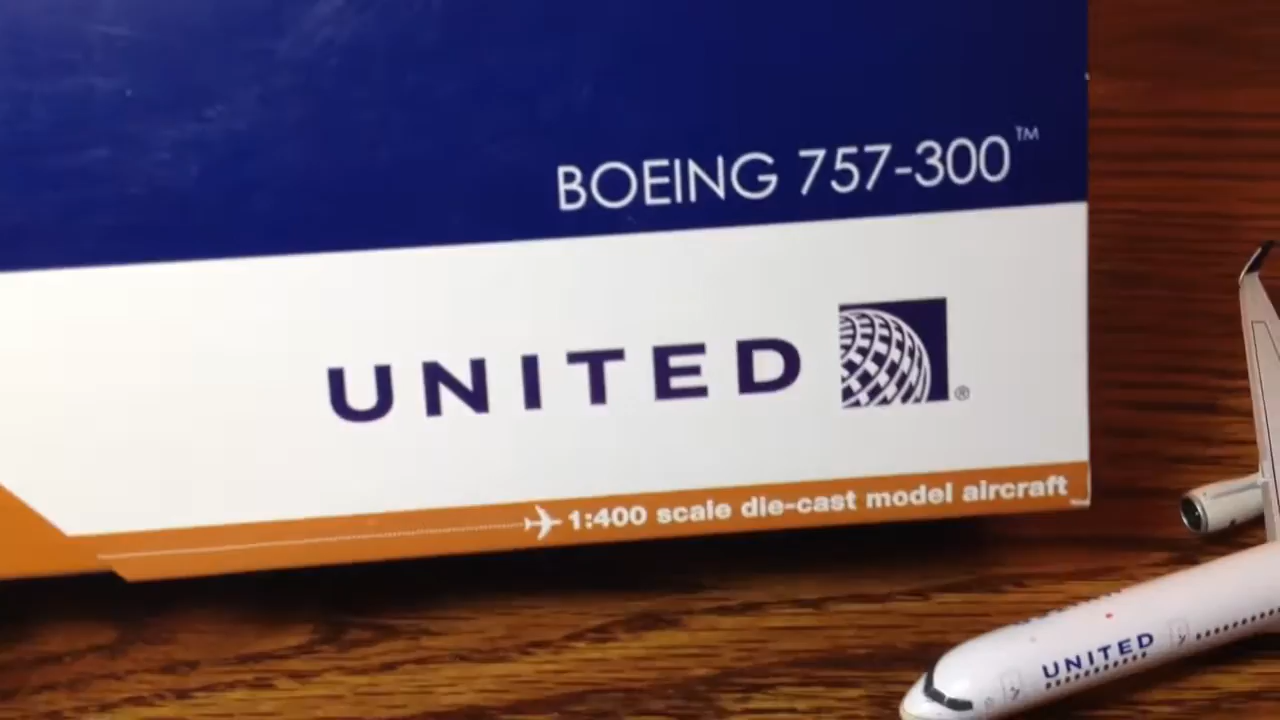 BOEING 757-300™
UNITED ®
1:400 scale die-cast model aircraft
UNITED